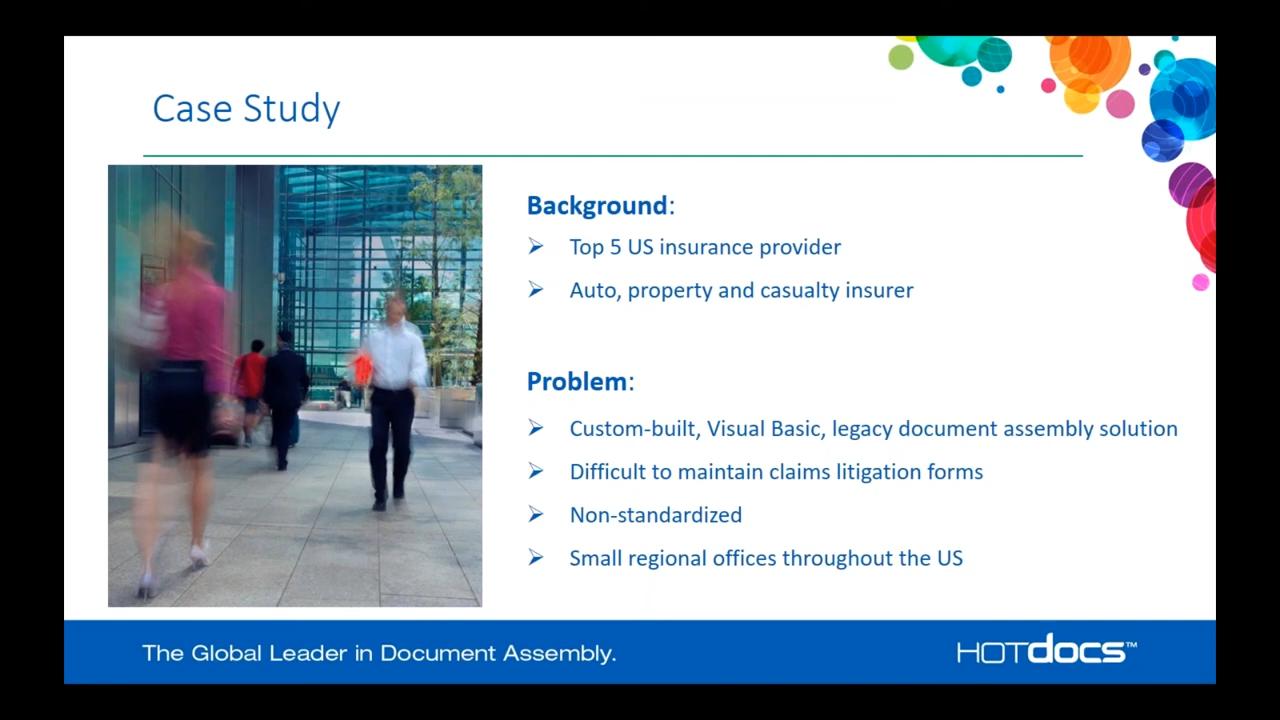 Case Study
Background:
Top 5 US insurance provider
Auto, property and casualty insurer
Problem:
Custom-built, Visual Basic, legacy document assembly solution
Difficult to maintain claims litigation forms
Non-standardized
Small regional offices throughout the US
The Global Leader in Document Assembly.
HOTdocs™